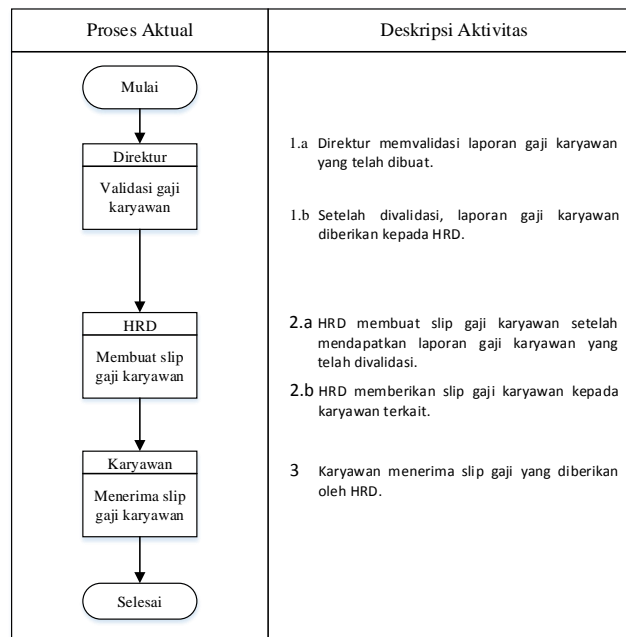 Proses Aktual
Deskripsi Aktivitas
Mulai
Direktur
Validasi gaji
karyawan
1.a Direktur memvalidasi laporan gaji karyawan
yang telah dibuat.
1.b Setelah divalidasi, laporan gaji karyawan
diberikan kepada HRD.
HRD
Membuat slip
gaji karyawan
2.a HRD membuat slip gaji karyawan setelah
mendapatkan laporan gaji karyawan yang
telah divalidasi.
2.b HRD memberikan slip gaji karyawan kepada
karyawan terkait.
Karyawan
Menerima slip
gaji karyawan
3 Karyawan menerima slip gaji yang diberikan
oleh HRD.
Selesai